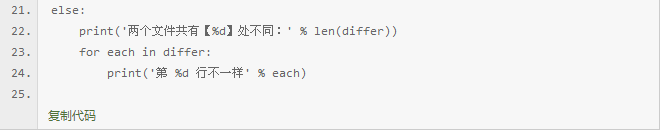 21. else:
22.     print('两个文件共有【%d】处不同：' % len(differ))
23.     for each in differ:
24.         print('第 %d 行不一样' % each)
25.
复制代码